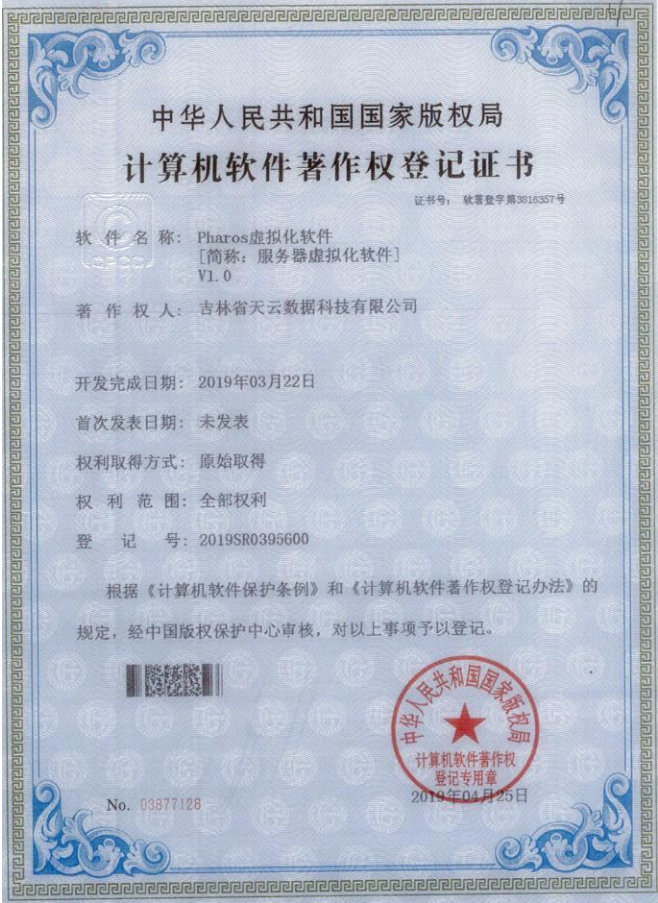 中华人民共和国国家版权局
计算机软件著作权登记证书
证书号： 软著登字第3816357号
软件名称： Pharos虚拟化软件
[简称：服务器虚拟化软件]
V1.0
著作权人： 吉林省天云数据科技有限公司
开发完成日期： 2019年03月22日
首次发表日期： 未发表
权利取得方式： 原始取得
权利范围： 全部权利
登记号： 2019SR0395600
根据《计算机软件保护条例》和《计算机软件著作权登记办法》的
规定，经中国版权保护中心审核，对以上事项予以登记。
中华人民共和国国家版权局
计算机软件著作权
登记专用章
No. 03877128
2019年04月25日
CPCC